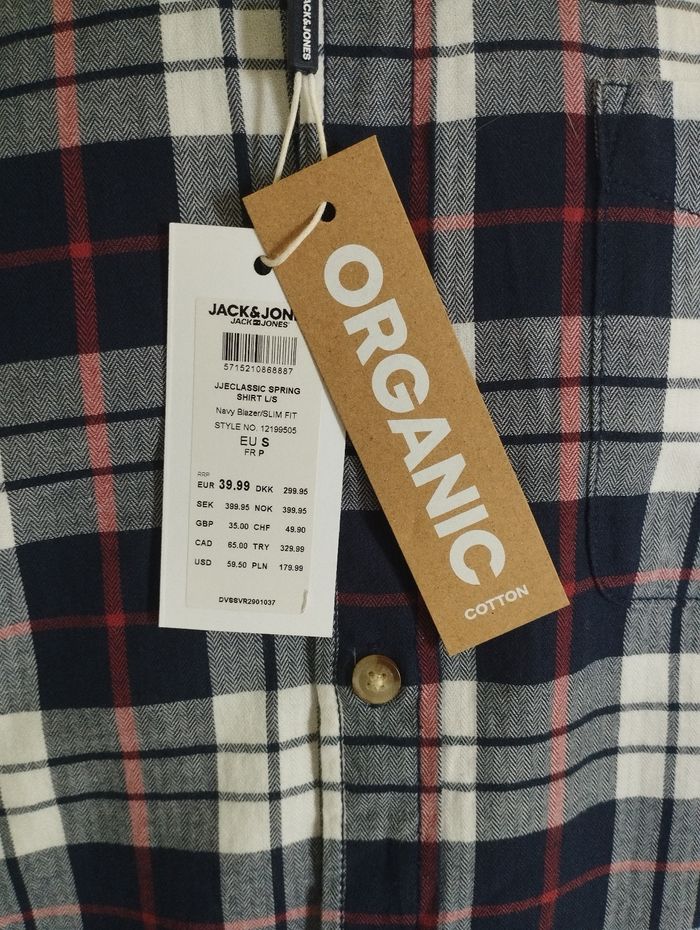 JACK&JONES
ORGANIC
COTTON
JACK&JON
JACK JONES
5715210868887
JJECLASSIC SPRING
SHIRT L/S
Navy Blazer/SLIM FIT
STYLE NO. 12199505
EU S
FR P
RRP
EUR 39.99 DKK 299.95
SEK 399.95 NOK 399.95
GBP 35.00 CHF 49.90
CAD 65.00 TRY 329.99
USD 59.50 PLN 179.99
DVSSVR2901037